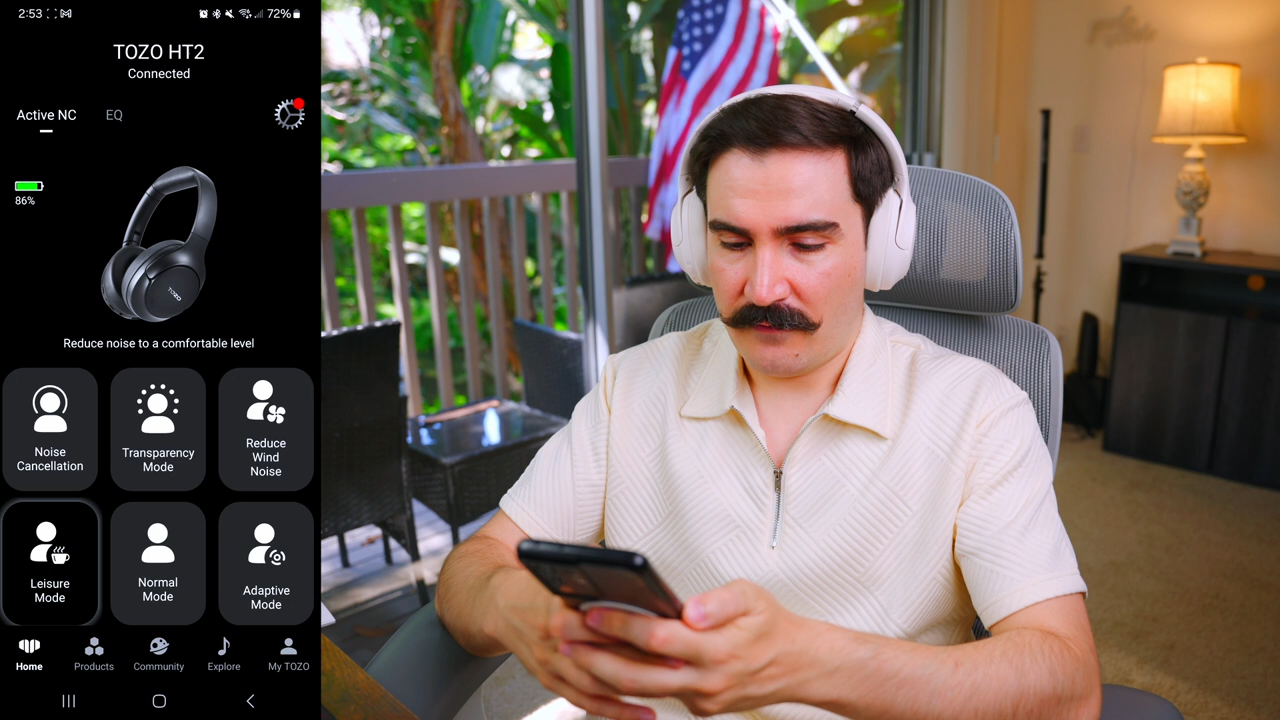 2:53
72%
TOZO HT2
Connected
Active NC
EQ
86%
TOZO
Reduce noise to a comfortable level
Noise
Cancellation
Transparency
Mode
Reduce
Wind
Noise
Leisure
Mode
Normal
Mode
Adaptive
Mode
Home
Products
Community
Explore
My TOZO